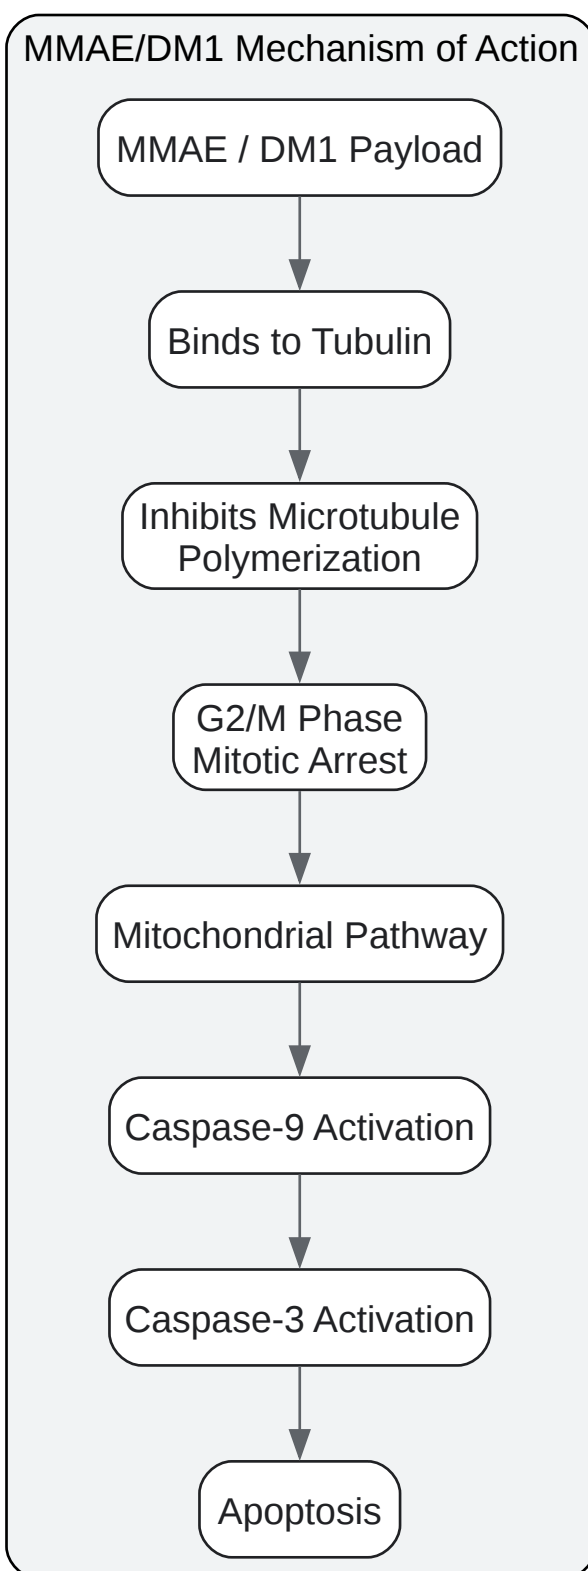 MMAE/DM1 Mechanism of Action
MMAE / DM1 Payload
Binds to Tubulin
Inhibits Microtubule
Polymerization
G2/M Phase
Mitotic Arrest
Mitochondrial Pathway
Caspase-9 Activation
Caspase-3 Activation
Apoptosis